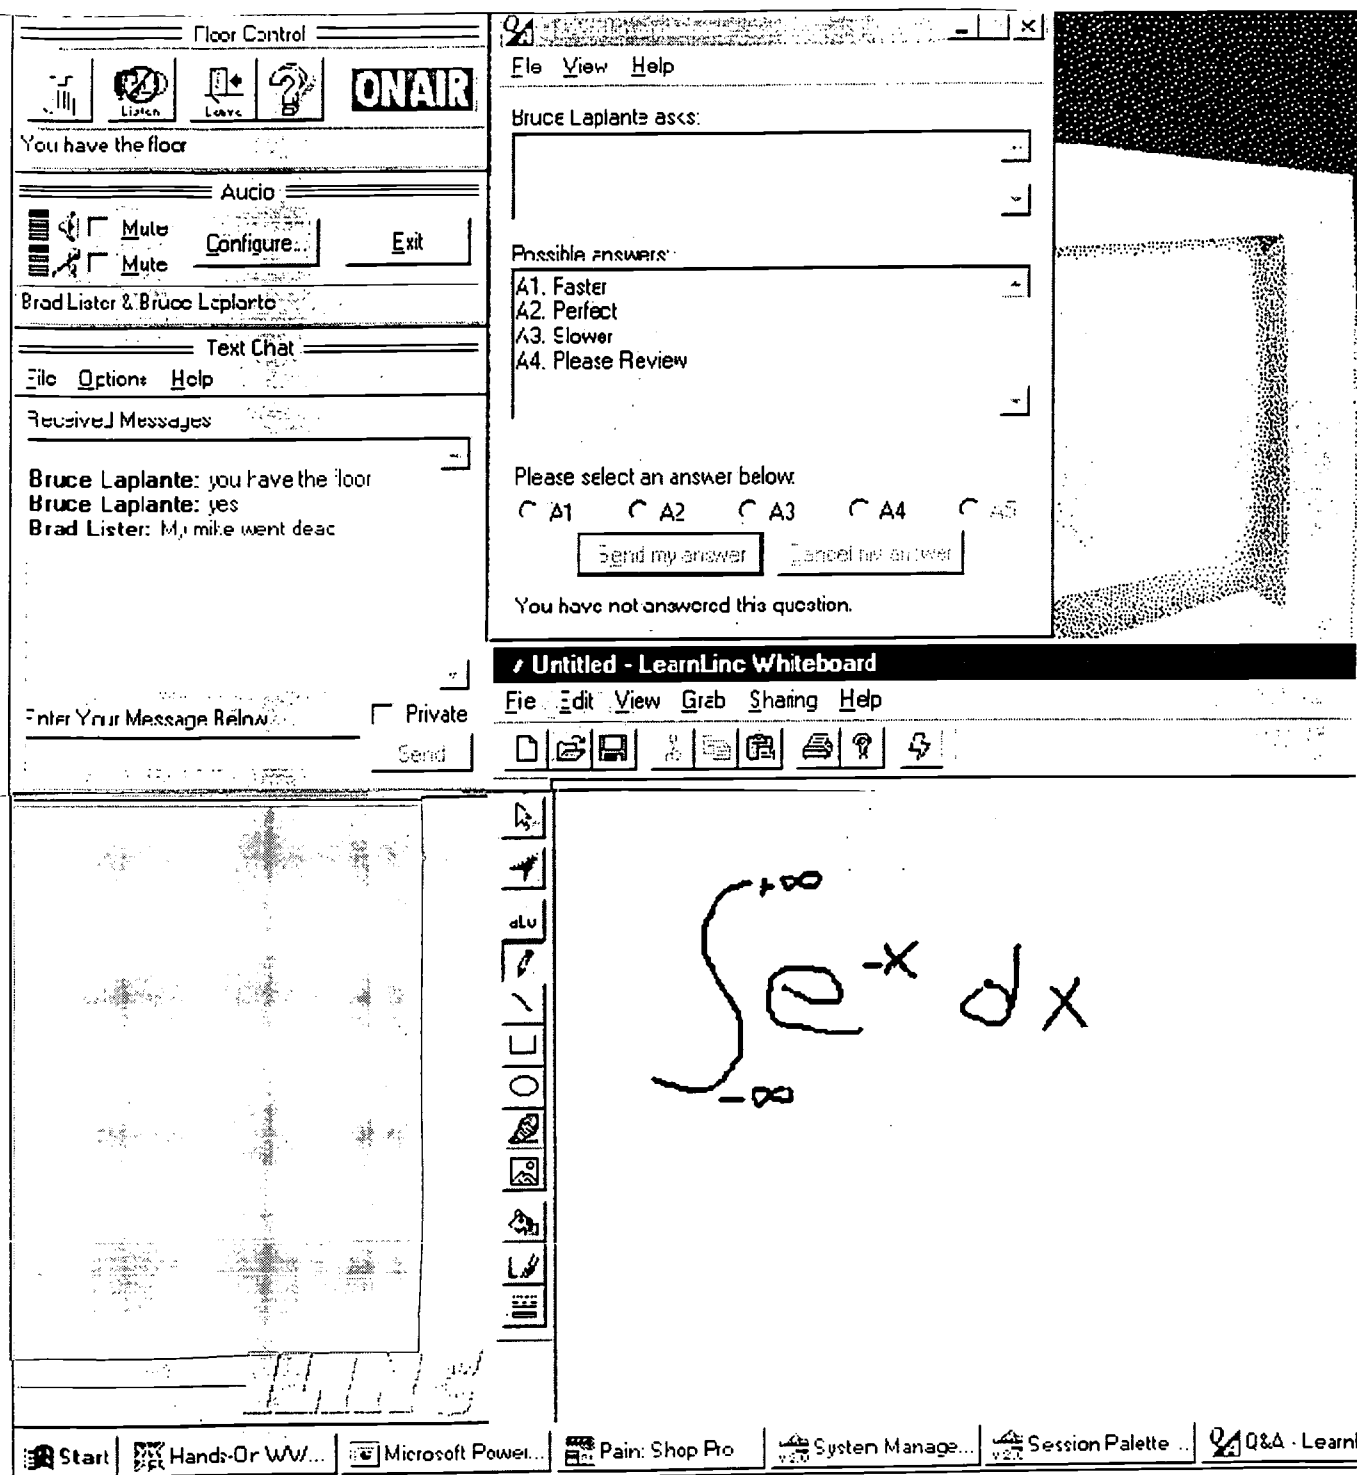 Floor Control
Listen
Leave
ON AIR
You have the floor
Audio
Mute
Configure...
Exit
Mute
Brad Lister & Bruce Laplante
Text Chat
File Options Help
Received Messages
Bruce Laplante: you have the floor
Bruce Laplante: yes
Brad Lister: My mike went dead
Enter Your Message Below
Private
Send
File View Help
Bruce Laplante asks:
Possible answers:
A1. Faster
A2. Perfect
A3. Slower
A4. Please Review
Please select an answer below.
A1 A2 A3 A4 A5
Send my answer Cancel my answer
You have not answered this question.
Untitled - LearnLinc Whiteboard
File Edit View Grab Sharing Help
+∞
∫ e^-x dx
-∞
Start Hands-On WW... Microsoft Power... Paint Shop Pro System Manage... Session Palette ... Q&A - Learnl